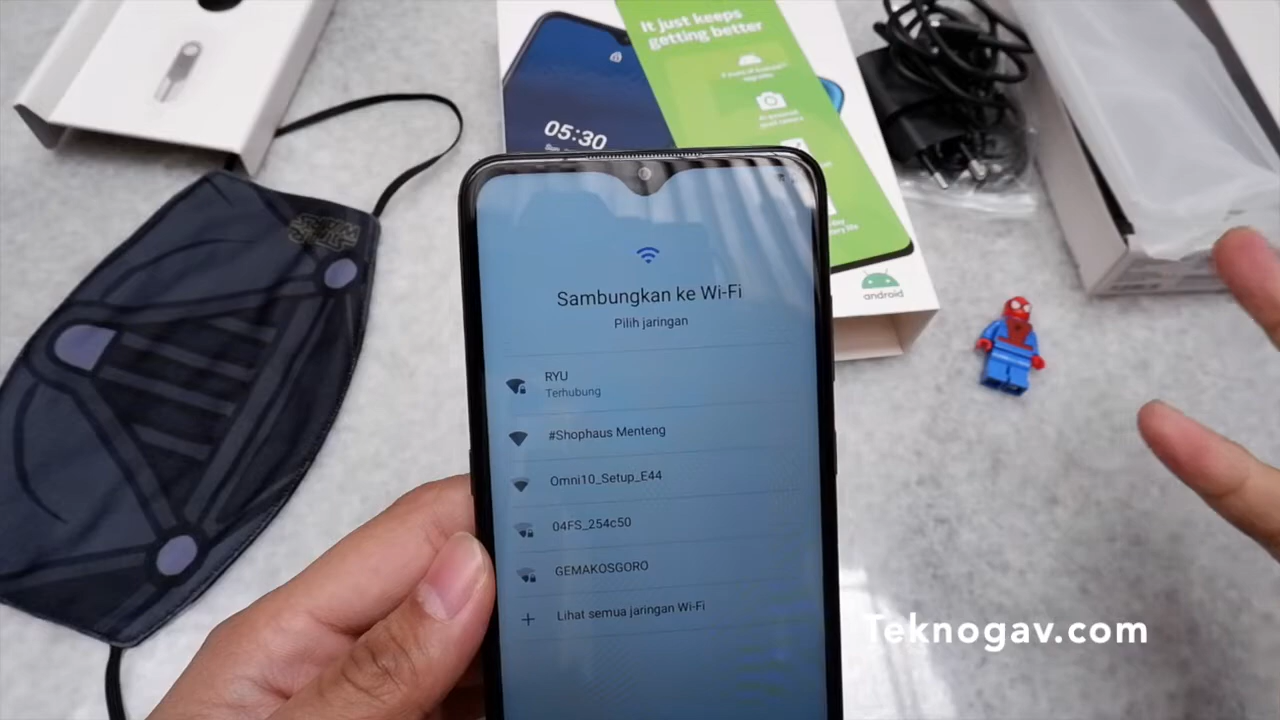 It just keeps
getting better
05:30
android
Sambungkan ke Wi-Fi
Pilih jaringan
RYU
Terhubung
#Shophaus Menteng
Omni10_Setup_E44
04FS_254c50
GEMAKOSGORO
Lihat semua jaringan Wi-Fi
Teknogav.com